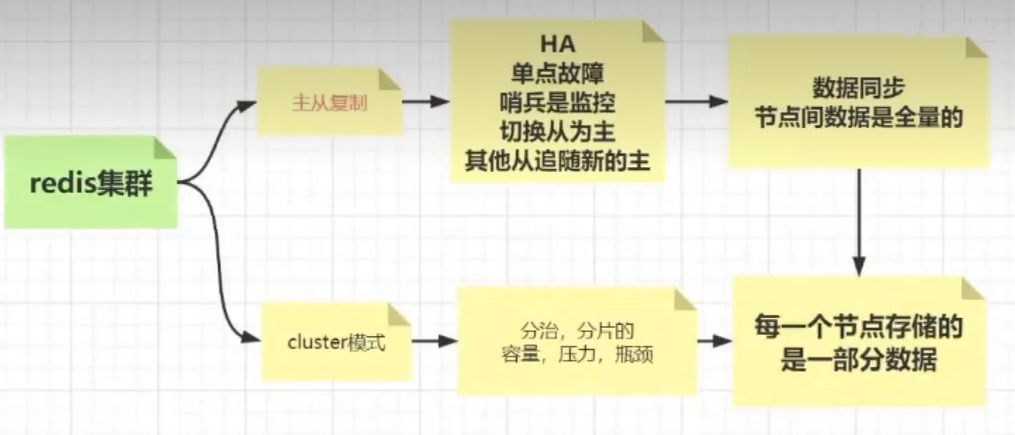 redis集群
主从复制
HA
单点故障
哨兵是监控
切换从为主
其他从追随新的主
数据同步
节点间数据是全量的
cluster模式
分治，分片的
容量，压力，瓶颈
每一个节点存储的
是一部分数据